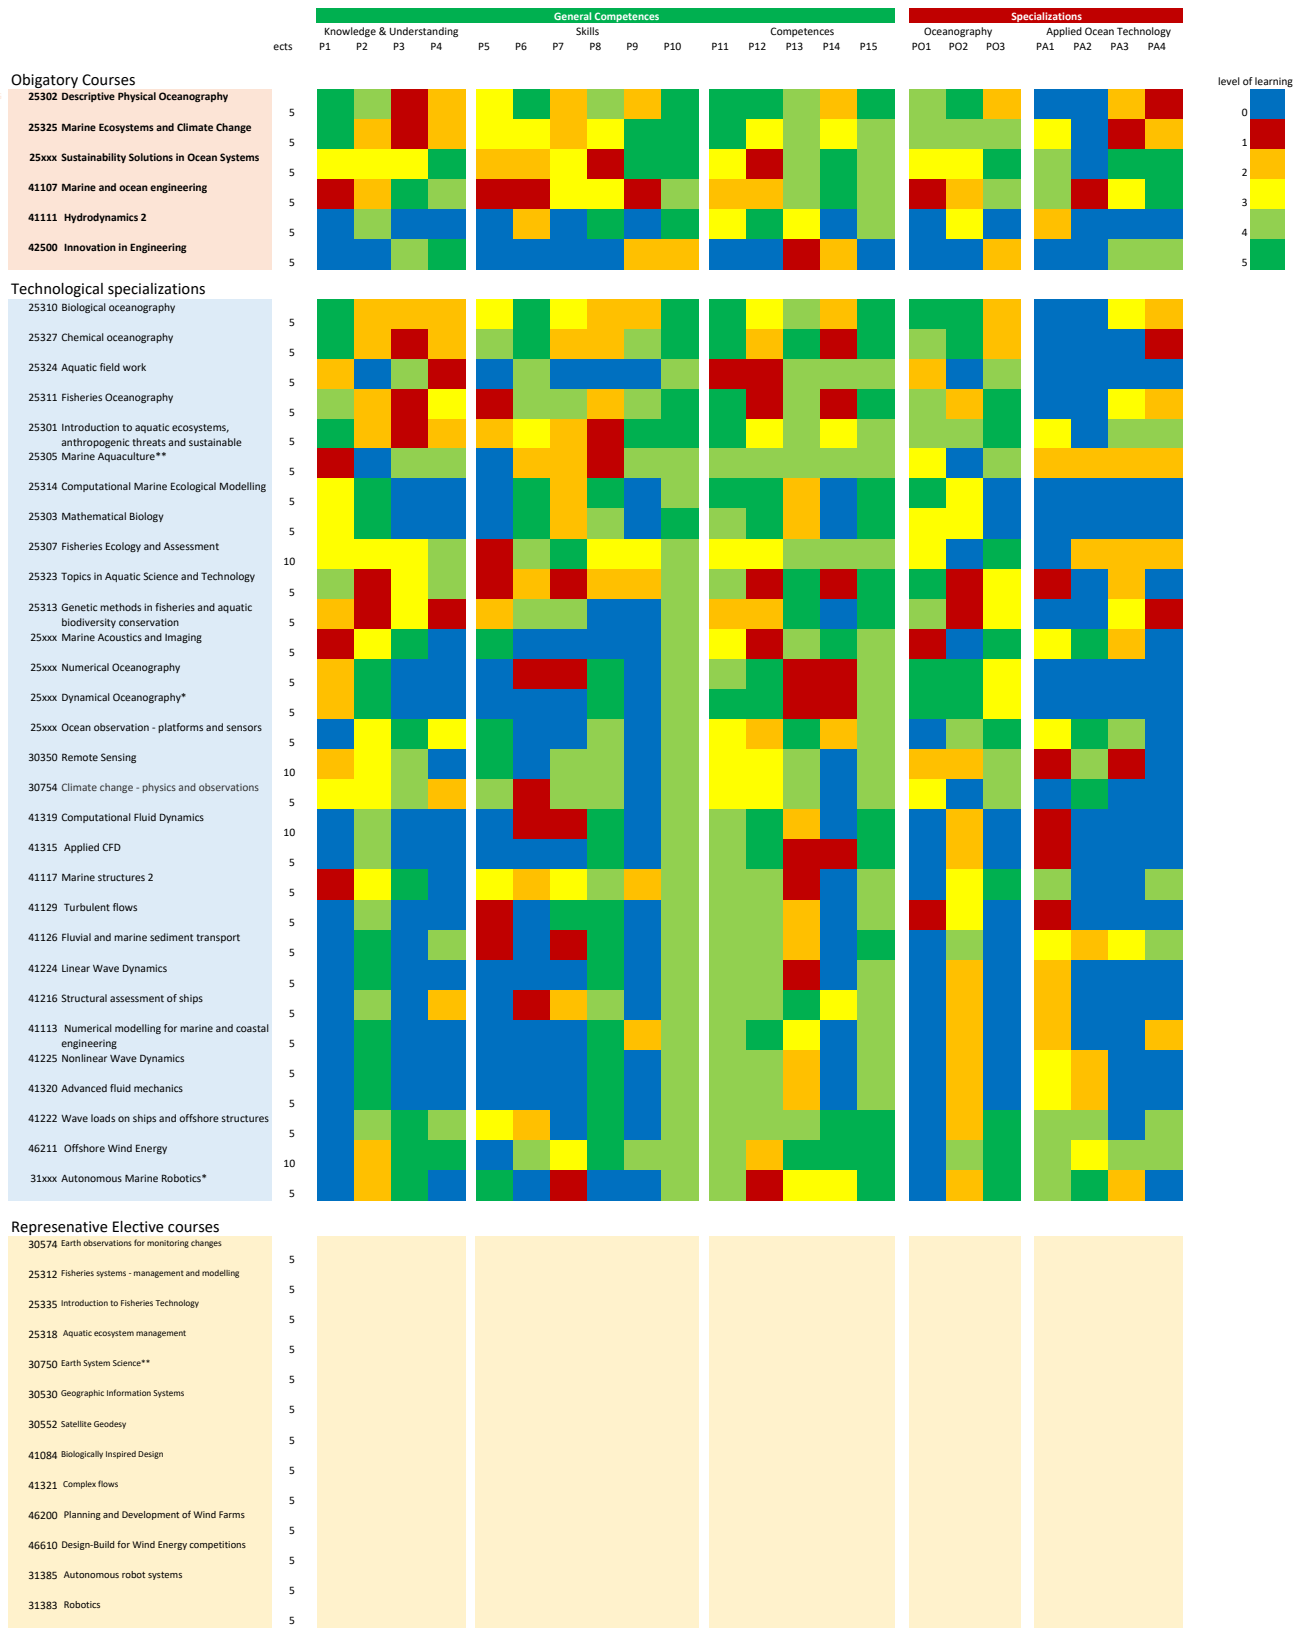 General Competences Specializations
Knowledge & Understanding Skills Competences Oceanography Applied Ocean Technology
ects P1 P2 P3 P4 P5 P6 P7 P8 P9 P10 P11 P12 P13 P14 P15 PO1 PO2 PO3 PA1 PA2 PA3 PA4
Obigatory Courses
level of learning
0
1
2
3
4
5
25302 Descriptive Physical Oceanography
5
25325 Marine Ecosystems and Climate Change
5
25xxx Sustainability Solutions in Ocean Systems
5
41107 Marine and ocean engineering
5
41111 Hydrodynamics 2
5
42500 Innovation in Engineering
5
Technological specializations
25310 Biological oceanography
5
25327 Chemical oceanography
5
25324 Aquatic field work
5
25311 Fisheries Oceanography
5
25301 Introduction to aquatic ecosystems,
anthropogenic threats and sustainable
5
25305 Marine Aquaculture**
5
25314 Computational Marine Ecological Modelling
5
25303 Mathematical Biology
5
25307 Fisheries Ecology and Assessment
10
25323 Topics in Aquatic Science and Technology
5
25313 Genetic methods in fisheries and aquatic
biodiversity conservation
5
25xxx Marine Acoustics and Imaging
5
25xxx Numerical Oceanography
5
25xxx Dynamical Oceanography*
5
25xxx Ocean observation - platforms and sensors
5
30350 Remote Sensing
10
30754 Climate change - physics and observations
5
41319 Computational Fluid Dynamics
10
41315 Applied CFD
5
41117 Marine structures 2
5
41129 Turbulent flows
5
41126 Fluvial and marine sediment transport
5
41224 Linear Wave Dynamics
5
41216 Structural assessment of ships
5
41113 Numerical modelling for marine and coastal
engineering
5
41225 Nonlinear Wave Dynamics
5
41320 Advanced fluid mechanics
5
41222 Wave loads on ships and offshore structures
5
46211 Offshore Wind Energy
10
31xxx Autonomous Marine Robotics*
5
Represenative Elective courses
30574 Earth observations for monitoring changes
5
25312 Fisheries systems - management and modelling
5
25335 Introduction to Fisheries Technology
5
25318 Aquatic ecosystem management
5
30750 Earth System Science**
5
30530 Geographic Information Systems
5
30552 Satellite Geodesy
5
41084 Biologically Inspired Design
5
41321 Complex flows
5
46200 Planning and Development of Wind Farms
5
46610 Design-Build for Wind Energy competitions
5
31385 Autonomous robot systems
5
31383 Robotics
5